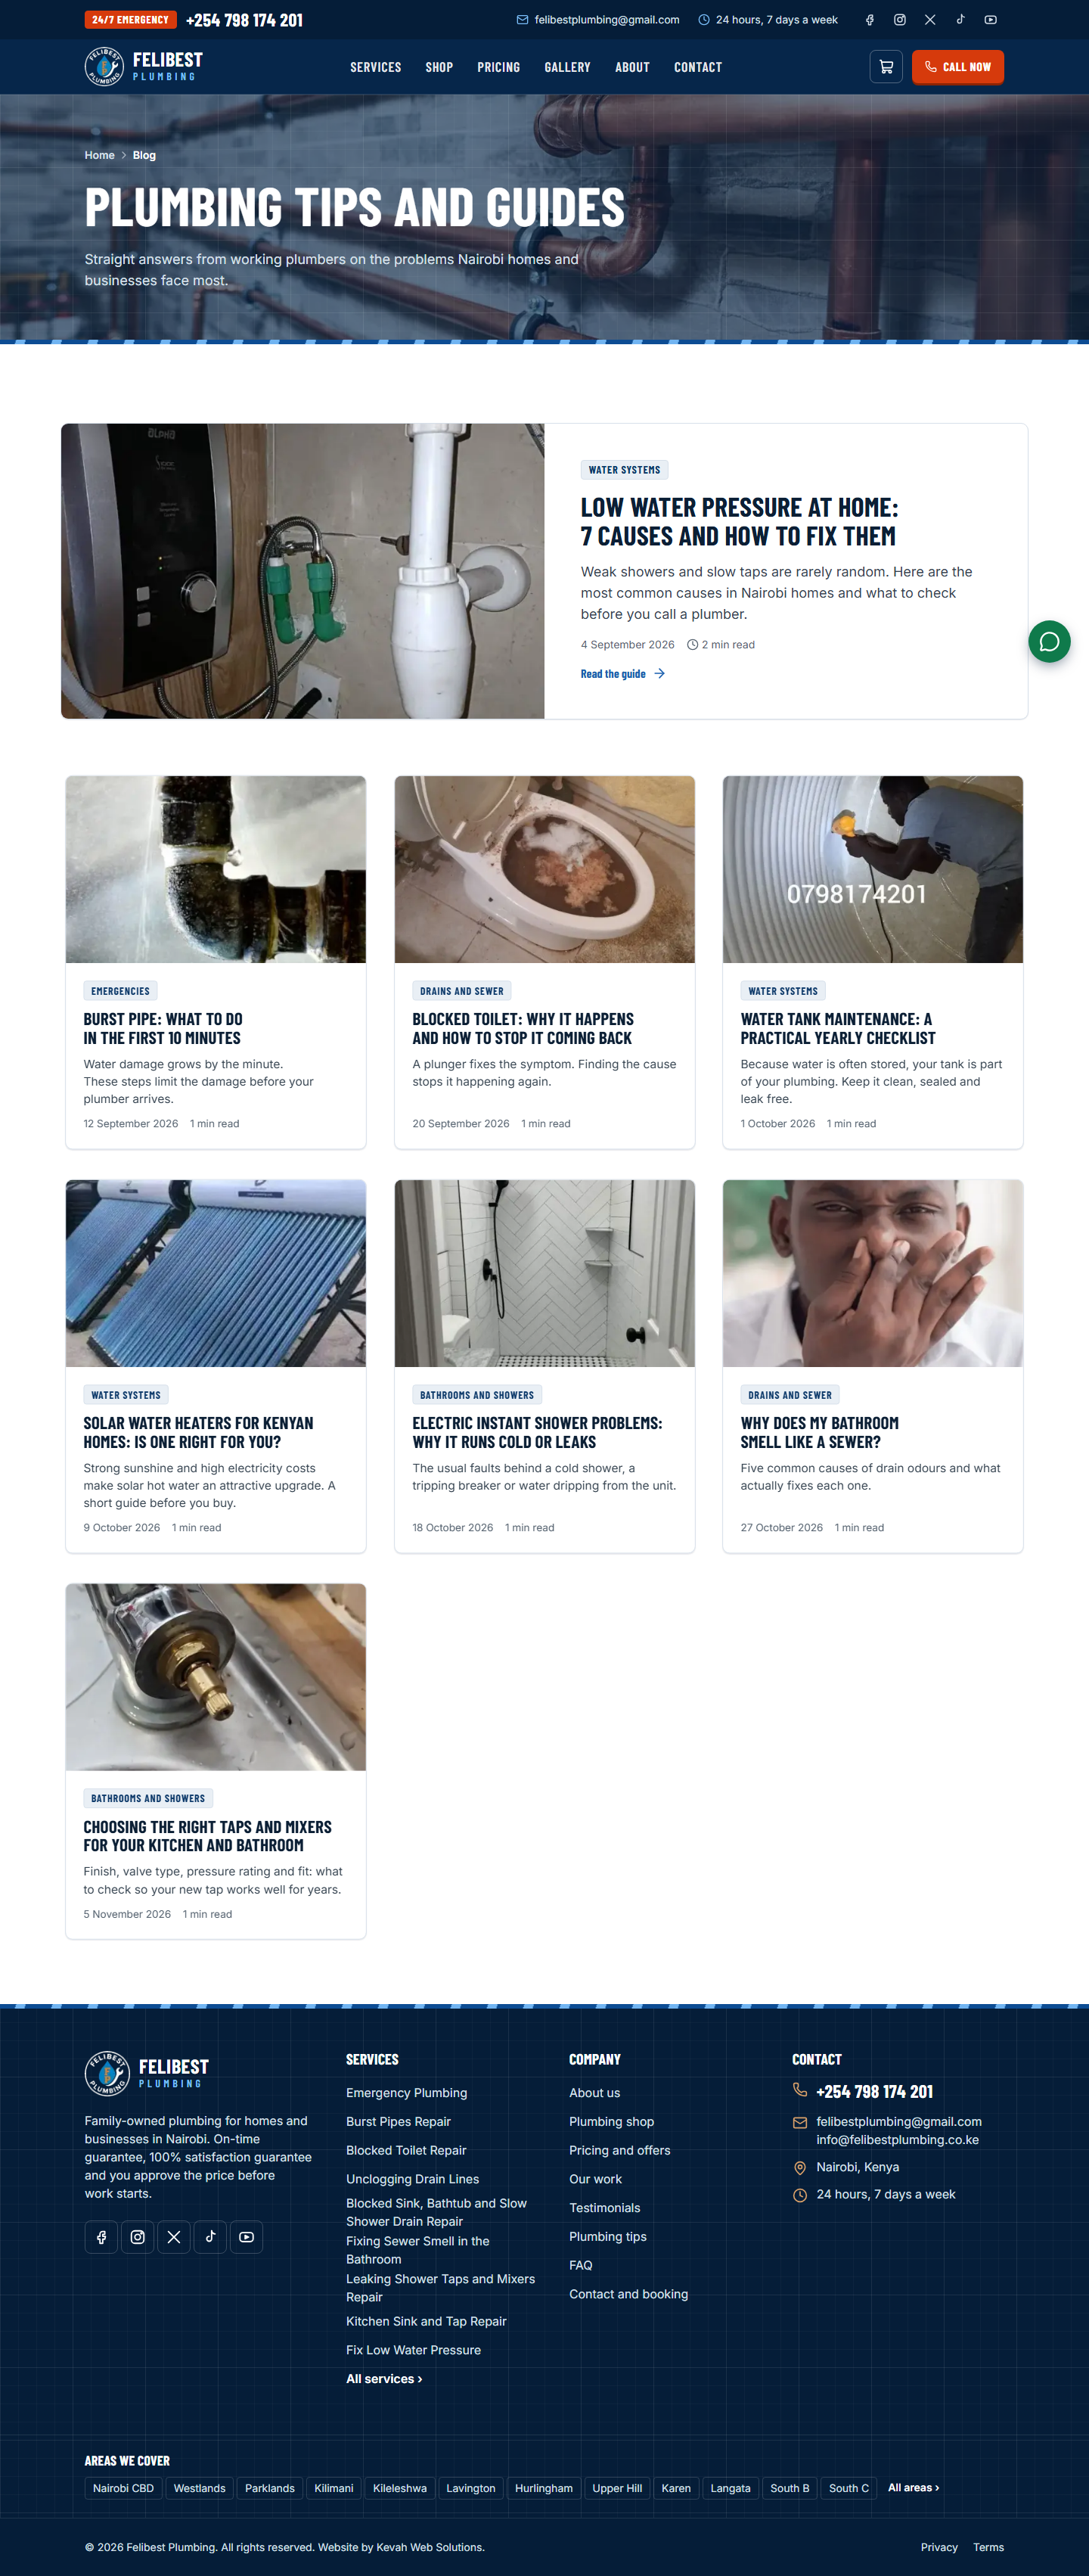 24/7 EMERGENCY +254 798 174 201 felibestplumbing@gmail.com 24 hours, 7 days a week
FELIBEST
PLUMBING
SERVICES SHOP PRICING GALLERY ABOUT CONTACT
CALL NOW
Home > Blog
PLUMBING TIPS AND GUIDES
Straight answers from working plumbers on the problems Nairobi homes and
businesses face most.
WATER SYSTEMS
LOW WATER PRESSURE AT HOME:
7 CAUSES AND HOW TO FIX THEM
Weak showers and slow taps are rarely random. Here are the
most common causes in Nairobi homes and what to check
before you call a plumber.
4 September 2026 2 min read
Read the guide
0798174201
EMERGENCIES
BURST PIPE: WHAT TO DO
IN THE FIRST 10 MINUTES
Water damage grows by the minute.
These steps limit the damage before your
plumber arrives.
12 September 2026 1 min read
DRAINS AND SEWER
BLOCKED TOILET: WHY IT HAPPENS
AND HOW TO STOP IT COMING BACK
A plunger fixes the symptom. Finding the cause
stops it happening again.
20 September 2026 1 min read
WATER SYSTEMS
WATER TANK MAINTENANCE: A
PRACTICAL YEARLY CHECKLIST
Because water is often stored, your tank is part
of your plumbing. Keep it clean, sealed and
leak free.
1 October 2026 1 min read
WATER SYSTEMS
SOLAR WATER HEATERS FOR KENYAN
HOMES: IS ONE RIGHT FOR YOU?
Strong sunshine and high electricity costs
make solar hot water an attractive upgrade. A
short guide before you buy.
9 October 2026 1 min read
BATHROOMS AND SHOWERS
ELECTRIC INSTANT SHOWER PROBLEMS:
WHY IT RUNS COLD OR LEAKS
The usual faults behind a cold shower, a
tripping breaker or water dripping from the unit.
18 October 2026 1 min read
DRAINS AND SEWER
WHY DOES MY BATHROOM
SMELL LIKE A SEWER?
Five common causes of drain odours and what
actually fixes each one.
27 October 2026 1 min read
BATHROOMS AND SHOWERS
CHOOSING THE RIGHT TAPS AND MIXERS
FOR YOUR KITCHEN AND BATHROOM
Finish, valve type, pressure rating and fit: what
to check so your new tap works well for years.
5 November 2026 1 min read
FELIBEST
PLUMBING
Family-owned plumbing for homes and
businesses in Nairobi. On-time
guarantee, 100% satisfaction guarantee
and you approve the price before
work starts.
SERVICES
Emergency Plumbing
Burst Pipes Repair
Blocked Toilet Repair
Unclogging Drain Lines
Blocked Sink, Bathtub and Slow
Shower Drain Repair
Fixing Sewer Smell in the
Bathroom
Leaking Shower Taps and Mixers
Repair
Kitchen Sink and Tap Repair
Fix Low Water Pressure
All services ›
COMPANY
About us
Plumbing shop
Pricing and offers
Our work
Testimonials
Plumbing tips
FAQ
Contact and booking
CONTACT
+254 798 174 201
felibestplumbing@gmail.com
info@felibestplumbing.co.ke
Nairobi, Kenya
24 hours, 7 days a week
AREAS WE COVER
Nairobi CBD Westlands Parklands Kilimani Kileleshwa Lavington Hurlingham Upper Hill Karen Langata South B South C All areas ›
© 2026 Felibest Plumbing. All rights reserved. Website by Kevah Web Solutions.
Privacy Terms